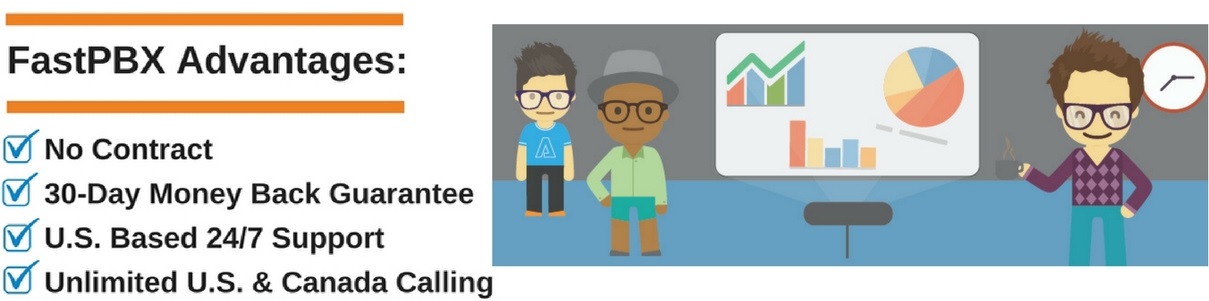 FastPBX Advantages:
No Contract
30-Day Money Back Guarantee
U.S. Based 24/7 Support
Unlimited U.S. & Canada Calling
A